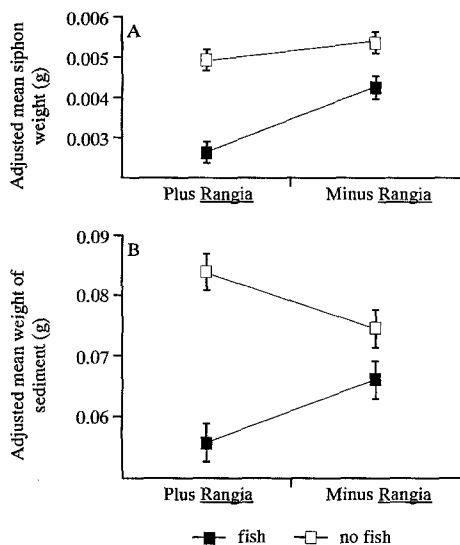 A
0.006
0.005
0.004
0.003
Adjusted mean siphon
weight (g)
Plus Rangia
Minus Rangia
B
0.09
0.08
0.07
0.06
Adjusted mean weight of
sediment (g)
Plus Rangia
Minus Rangia
fish
no fish